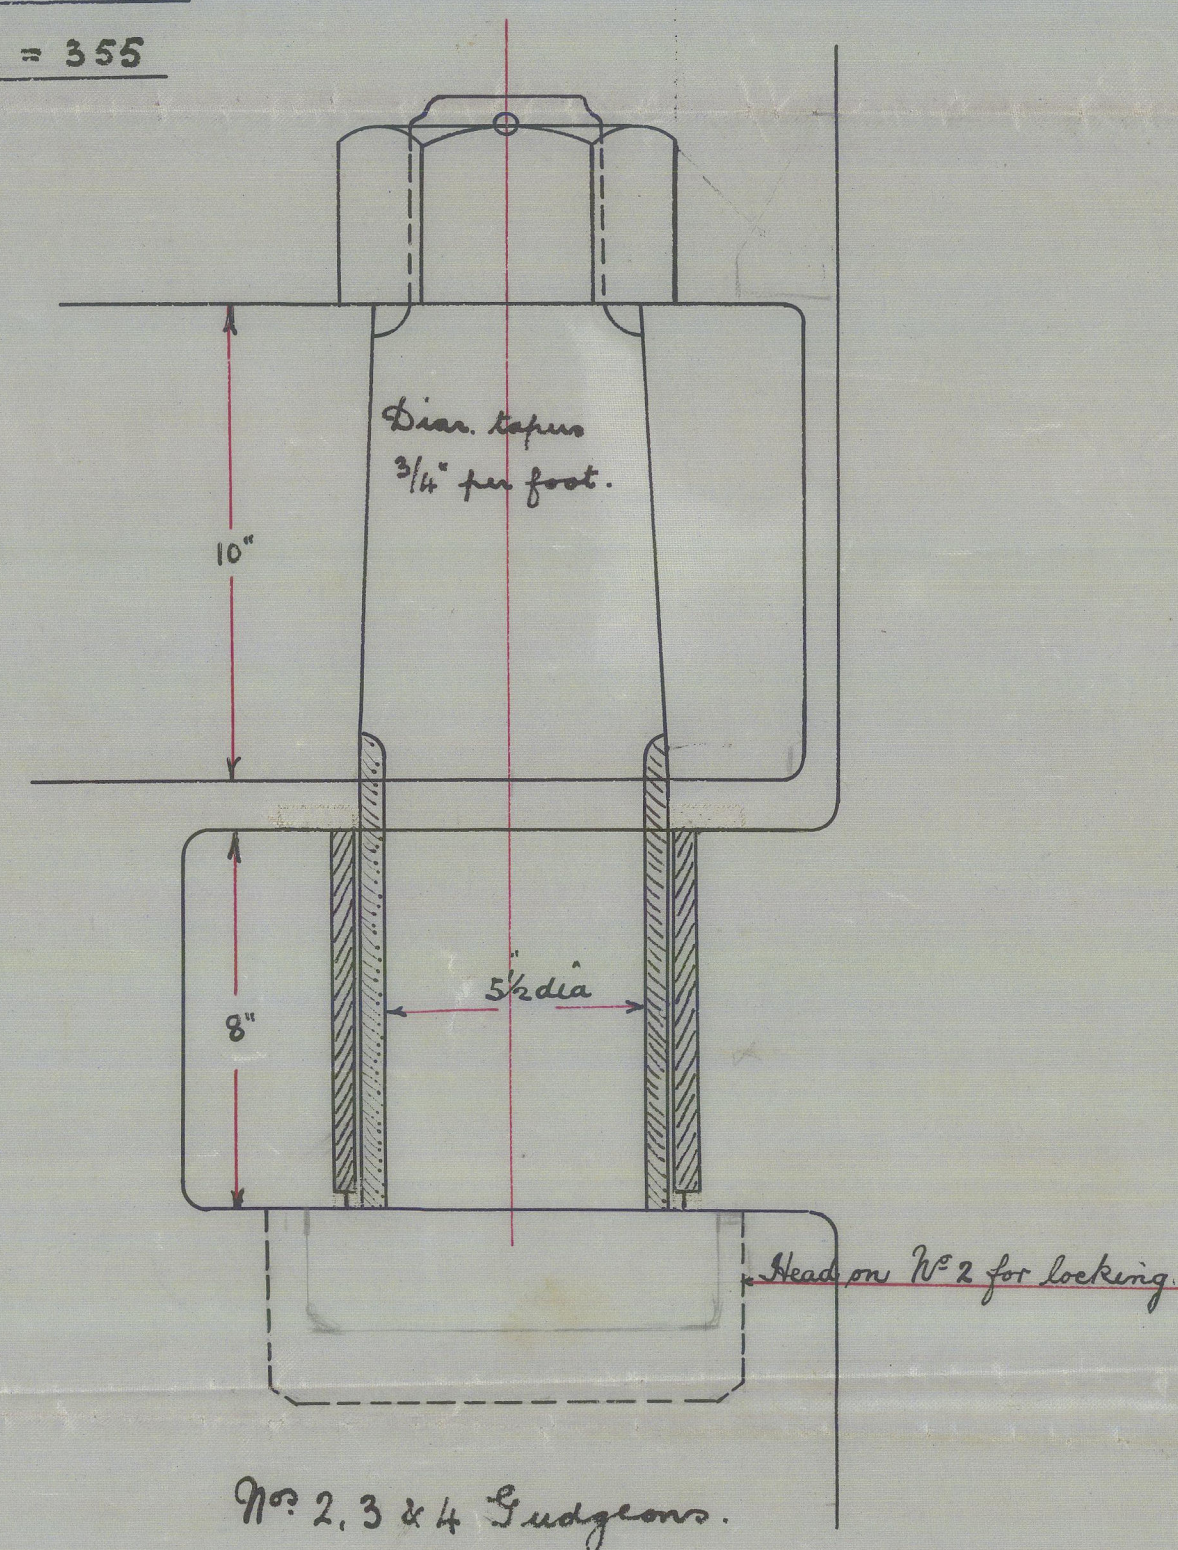 = 355
Diar. tapers
3/4" per foot.
10"
5½" dia
8"
Head on No 2 for locking.
Nos. 2, 3 & 4 Gudgeons.